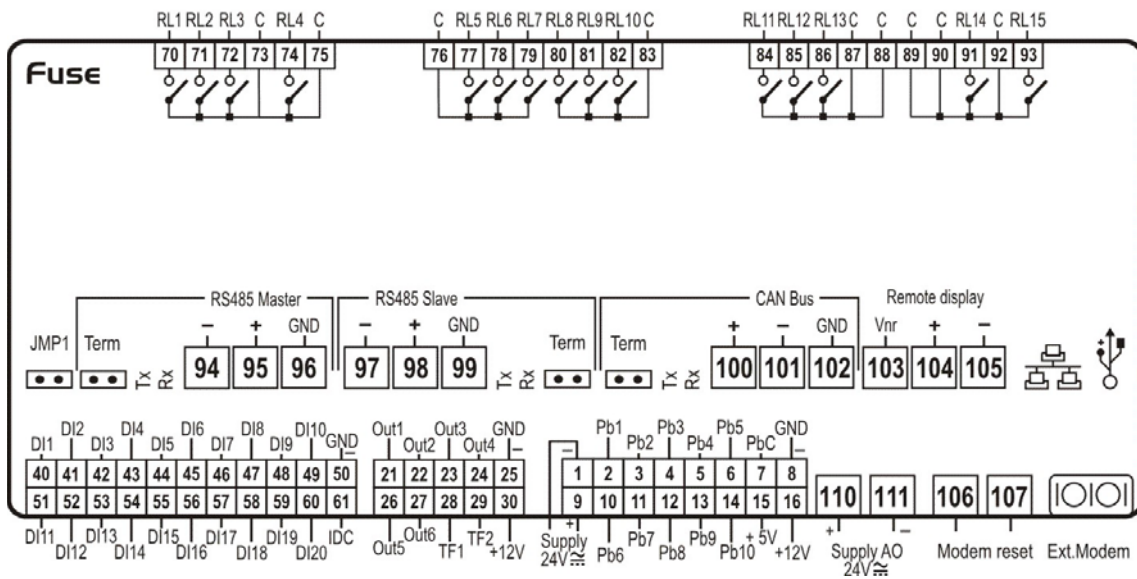 RL1 RL2 RL3 C RL4 C C RL5 RL6 RL7 RL8 RL9 RL10 C RL11 RL12 RL13 C C C C RL14 C RL15
70 71 72 73 74 75 76 77 78 79 80 81 82 83 84 85 86 87 88 89 90 91 92 93
Fuse
RS485 Master RS485 Slave CAN Bus Remote display
JMP1 Term − + GND − + GND Term Term + − GND Vnr + −
Tx Rx 94 95 96 97 98 99 Tx Rx Tx Rx 100 101 102 103 104 105
DI1 DI2 DI3 DI4 DI5 DI6 DI7 DI8 DI9 DI10 GND − Out1 Out2 Out3 Out4 GND − − Pb1 Pb2 Pb3 Pb4 Pb5 PbC GND −
40 41 42 43 44 45 46 47 48 49 50 21 22 23 24 25 1 2 3 4 5 6 7 8
51 52 53 54 55 56 57 58 59 60 61 26 27 28 29 30 9 10 11 12 13 14 15 16 110 111 106 107
DI11 DI12 DI13 DI14 DI15 DI16 DI17 DI18 DI19 DI20 IDC Out5 Out6 TF1 TF2 +12V + Supply Pb6 Pb7 Pb8 Pb9 Pb10 + 5V +12V + − Supply AO Modem reset Ext.Modem
24V 24V